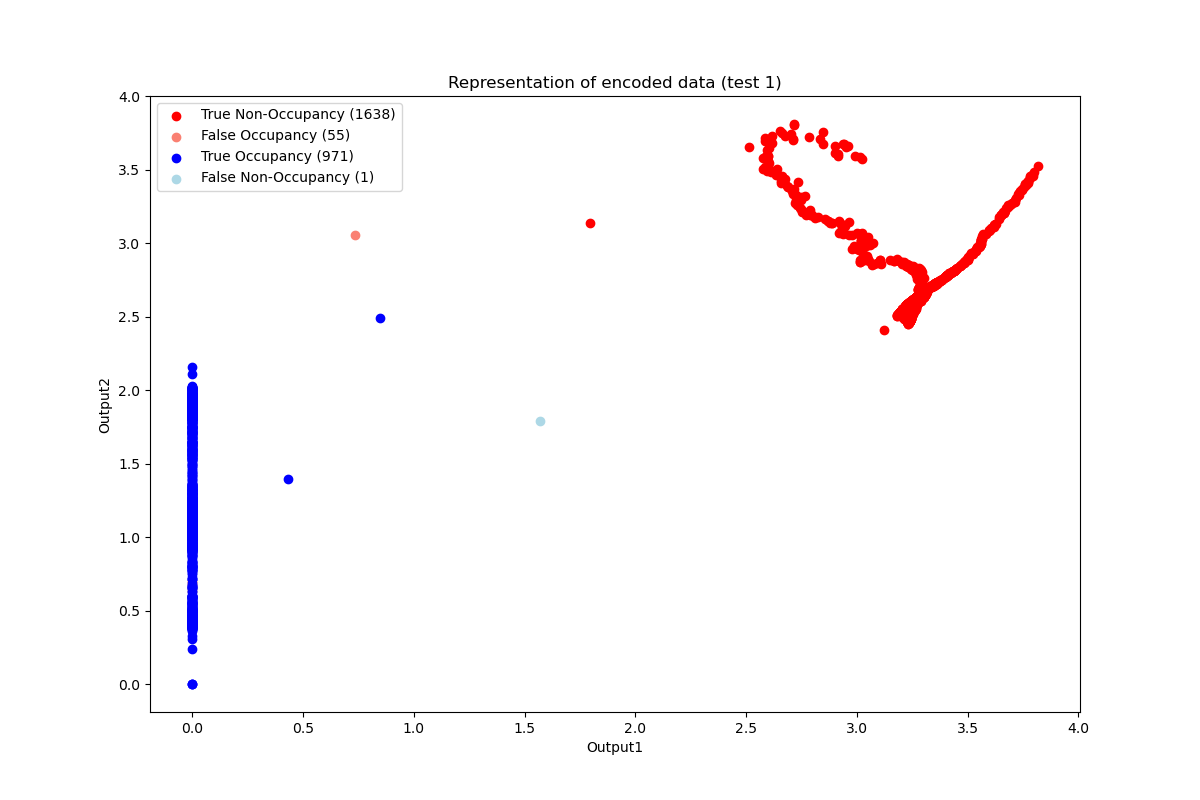 Representation of encoded data (test 1)
True Non-Occupancy (1638)
False Occupancy (55)
True Occupancy (971)
False Non-Occupancy (1)
4.0
3.5
3.0
2.5
2.0
1.5
1.0
0.5
0.0
Output2
0.0 0.5 1.0 1.5 2.0 2.5 3.0 3.5 4.0
Output1